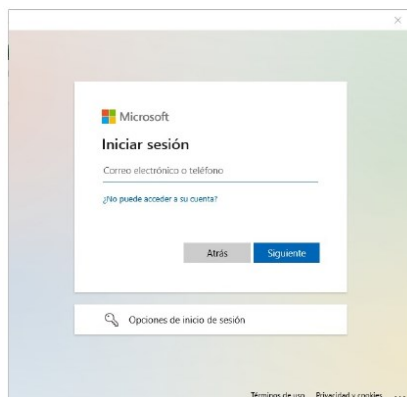 Microsoft
Iniciar sesión
Correo electrónico o teléfono
¿No puede acceder a su cuenta?
Atrás Siguiente
Opciones de inicio de sesión
Términos de uso Privacidad y cookies ...